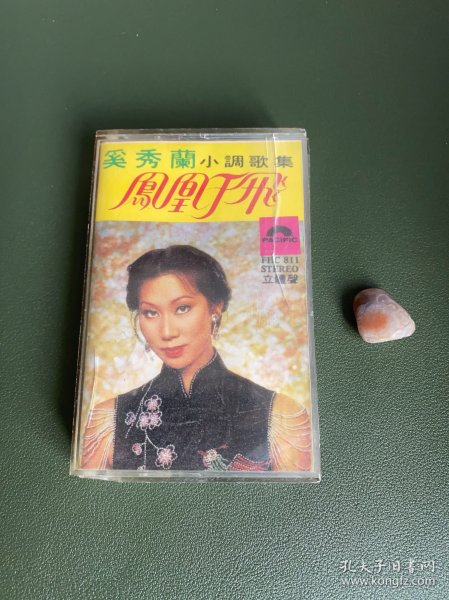 奚秀蘭小調歌集
鳳凰于飛
PACIFIC
FHC 811
STEREO
立體聲
孔夫子旧书网
www.kongfz.com